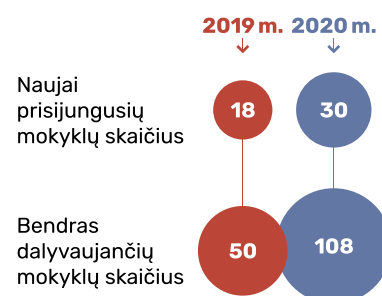 2019 m. 2020 m.
Naujai
prisijungusių
mokyklų skaičius
18 30
Bendras
dalyvaujančių
mokyklų skaičius
50 108